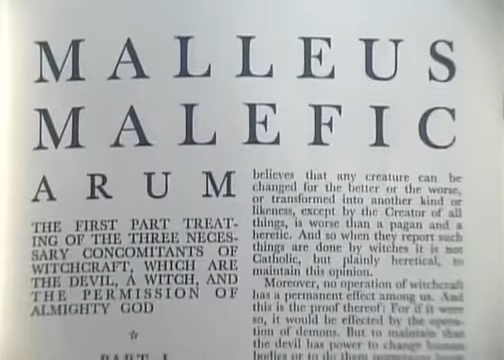 MALLEUS
MALEFIC
ARUM
THE FIRST PART TREAT-
ING OF THE THREE NECES-
SARY CONCOMITANTS OF
WITCHCRAFT, WHICH ARE
THE DEVIL, A WITCH, AND
THE PERMISSION OF
ALMIGHTY GOD
☆
PART I
believes that any creature can be
changed for the better or the worse,
or transformed into another kind or
likeness, except by the Creator of all
things, is worse than a pagan and a
heretic. And so when they report such
things are done by witches it is not
Catholic, but plainly heretical, to
maintain this opinion.
Moreover, no operation of witchcraft
has a permanent effect among us. And
this is the proof thereof: For if it were
so, it would be effected by the opera-
tion of demons. But to maintain that
the devil has power to change human
bodies or to do them